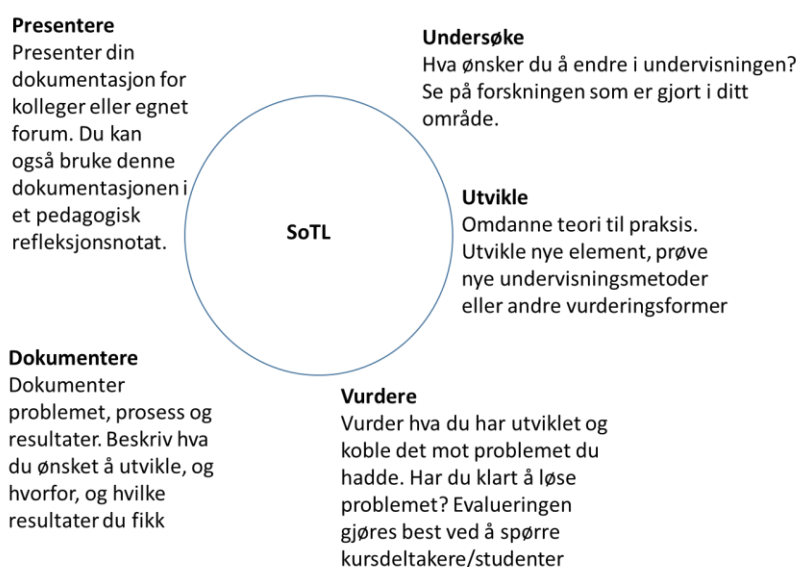 Presentere
Presenter din
dokumentasjon for
kolleger eller egnet
forum. Du kan
også bruke denne
dokumentasjonen i
et pedagogisk
refleksjonsnotat.
Undersøke
Hva ønsker du å endre i undervisningen?
Se på forskningen som er gjort i ditt
område.
SoTL
Utvikle
Omdanne teori til praksis.
Utvikle nye element, prøve
nye undervisningsmetoder
eller andre vurderingsformer
Dokumentere
Dokumenter
problemet, prosess og
resultater. Beskriv hva
du ønsket å utvikle, og
hvorfor, og hvilke
resultater du fikk
Vurdere
Vurder hva du har utviklet og
koble det mot problemet du
hadde. Har du klart å løse
problemet? Evalueringen
gjøres best ved å spørre
kursdeltakere/studenter